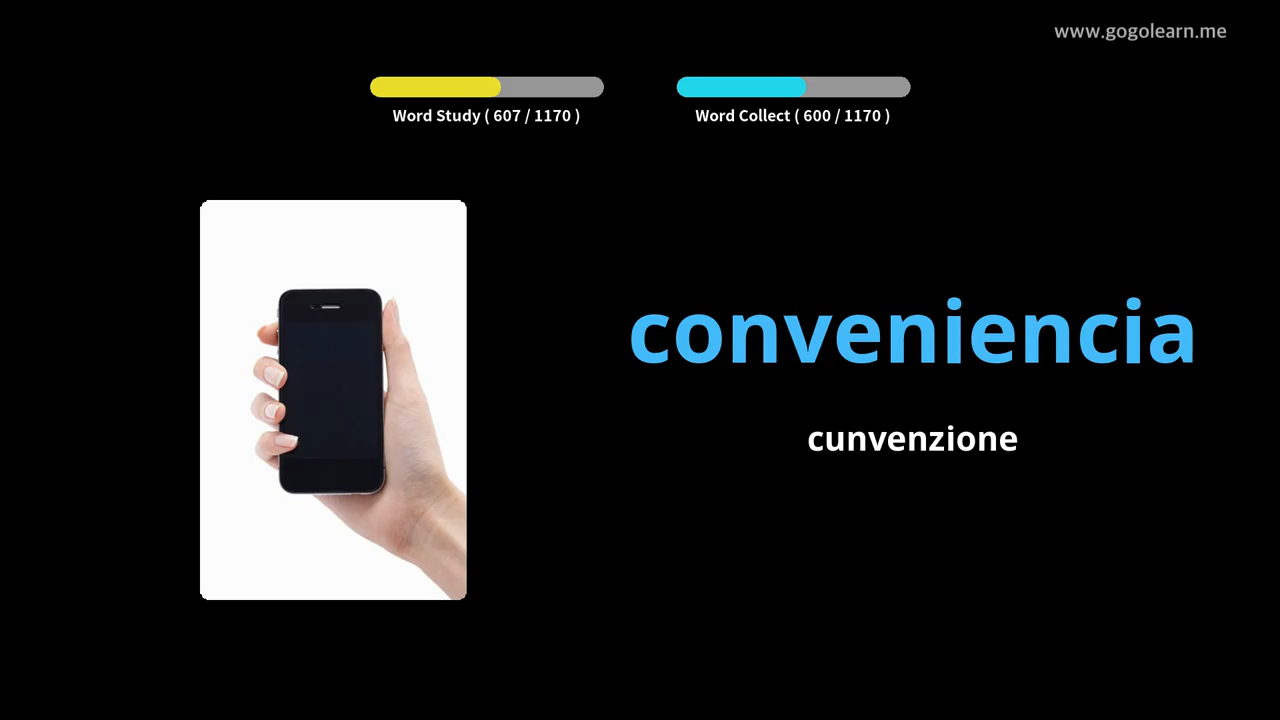 www.gogolearn.me
Word Study ( 607 / 1170 )
Word Collect ( 600 / 1170 )
conveniencia
cunvenzione